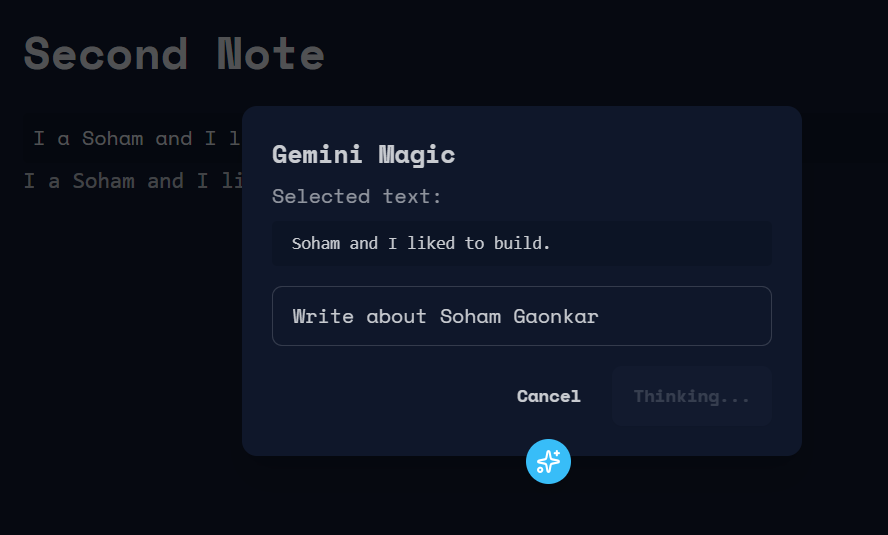 Second Note
I a Soham and I l
I a Soham and I li
Gemini Magic
Selected text:
Soham and I liked to build.
Write about Soham Gaonkar
Cancel
Thinking...